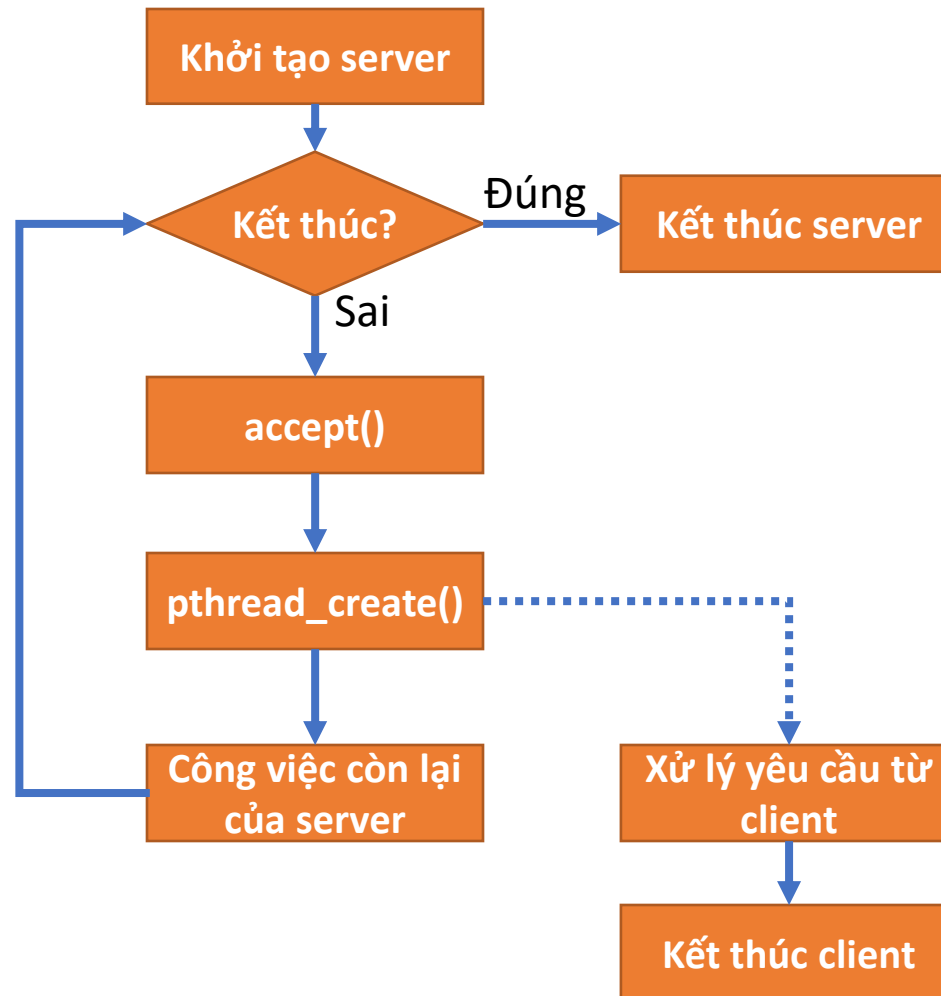 Khởi tạo server
Kết thúc?
Đúng
Kết thúc server
Sai
accept()
pthread_create()
Công việc còn lại
của server
Xử lý yêu cầu từ
client
Kết thúc client